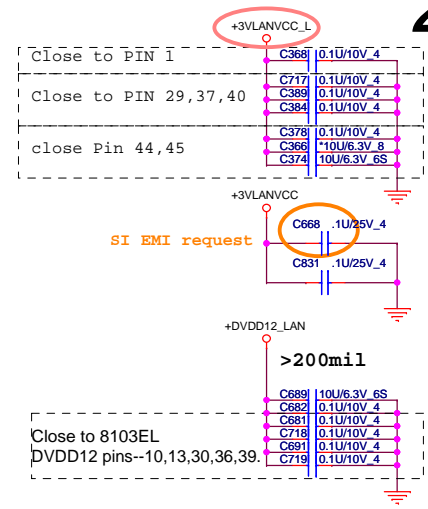 +3VLANVCC_L
C368 0.1U/10V_4
Close to PIN 1
C717 0.1U/10V_4
C389 0.1U/10V_4
Close to PIN 29,37,40
C384 0.1U/10V_4
C378 0.1U/10V_4
C366 *10U/6.3V_8
close Pin 44,45
C374 10U/6.3V_6S
+3VLANVCC
C668 .1U/25V_4
SI EMI request
C831 .1U/25V_4
+DVDD12_LAN
>200mil
C689 10U/6.3V_6S
C682 0.1U/10V_4
C681 0.1U/10V_4
C718 0.1U/10V_4
Close to 8103EL
C691 0.1U/10V_4
DVDD12 pins--10,13,30,36,39.
C719 0.1U/10V_4